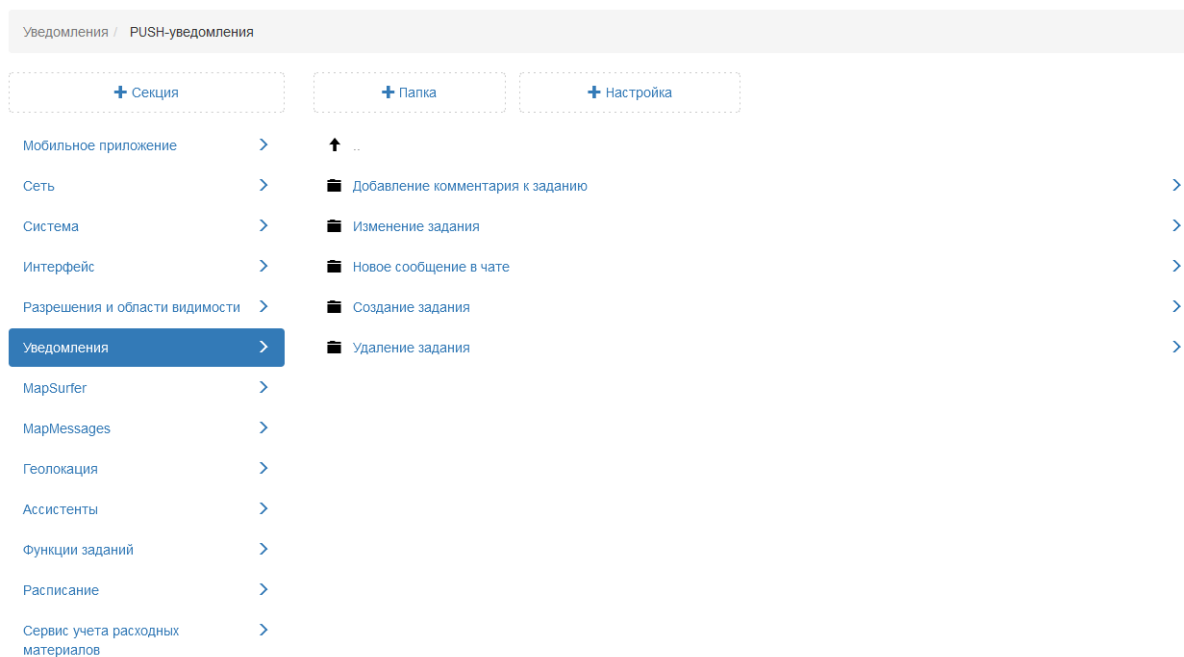 Уведомления / PUSH-уведомления
+ Секция
+ Папка
+ Настройка
Мобильное приложение
Сеть
Система
Интерфейс
Разрешения и области видимости
Уведомления
MapSurfer
MapMessages
Геолокация
Ассистенты
Функции заданий
Расписание
Сервис учета расходных
материалов
..
Добавление комментария к заданию
Изменение задания
Новое сообщение в чате
Создание задания
Удаление задания